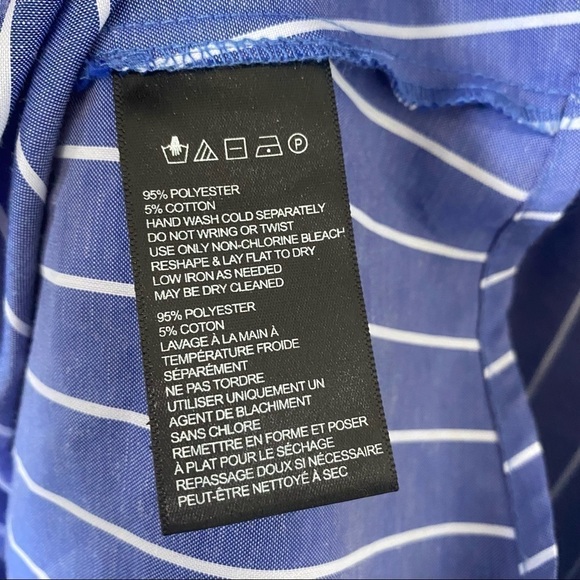 P
95% POLYESTER
5% COTTON
HAND WASH COLD SEPARATELY
DO NOT WRING OR TWIST
USE ONLY NON-CHLORINE BLEACH
RESHAPE & LAY FLAT TO DRY
LOW IRON AS NEEDED
MAY BE DRY CLEANED
95% POLYESTER
5% COTON
LAVAGE À LA MAIN À
TEMPÉRATURE FROIDE
SÉPARÉMENT
NE PAS TORDRE
UTILISER UNIQUEMENT UN
AGENT DE BLACHIMENT
SANS CHLORE
REMETTRE EN FORME ET POSER
À PLAT POUR LE SÉCHAGE
REPASSAGE DOUX SI NÉCESSAIRE
PEUT-ÊTRE NETTOYÉ À SEC